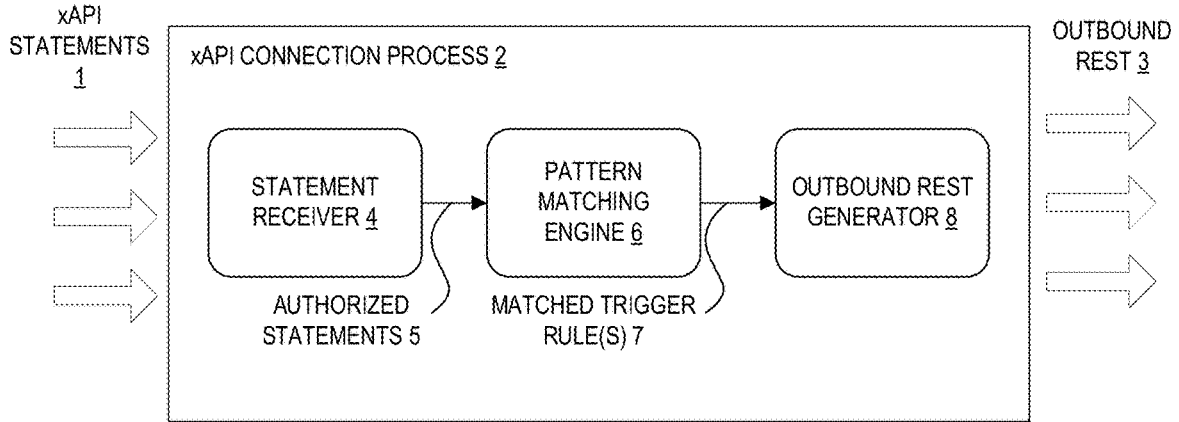 xAPI
STATEMENTS
1
xAPI CONNECTION PROCESS 2
OUTBOUND
REST 3
STATEMENT
RECEIVER 4
PATTERN
MATCHING
ENGINE 6
OUTBOUND REST
GENERATOR 8
AUTHORIZED
STATEMENTS 5
MATCHED TRIGGER
RULE(S) 7